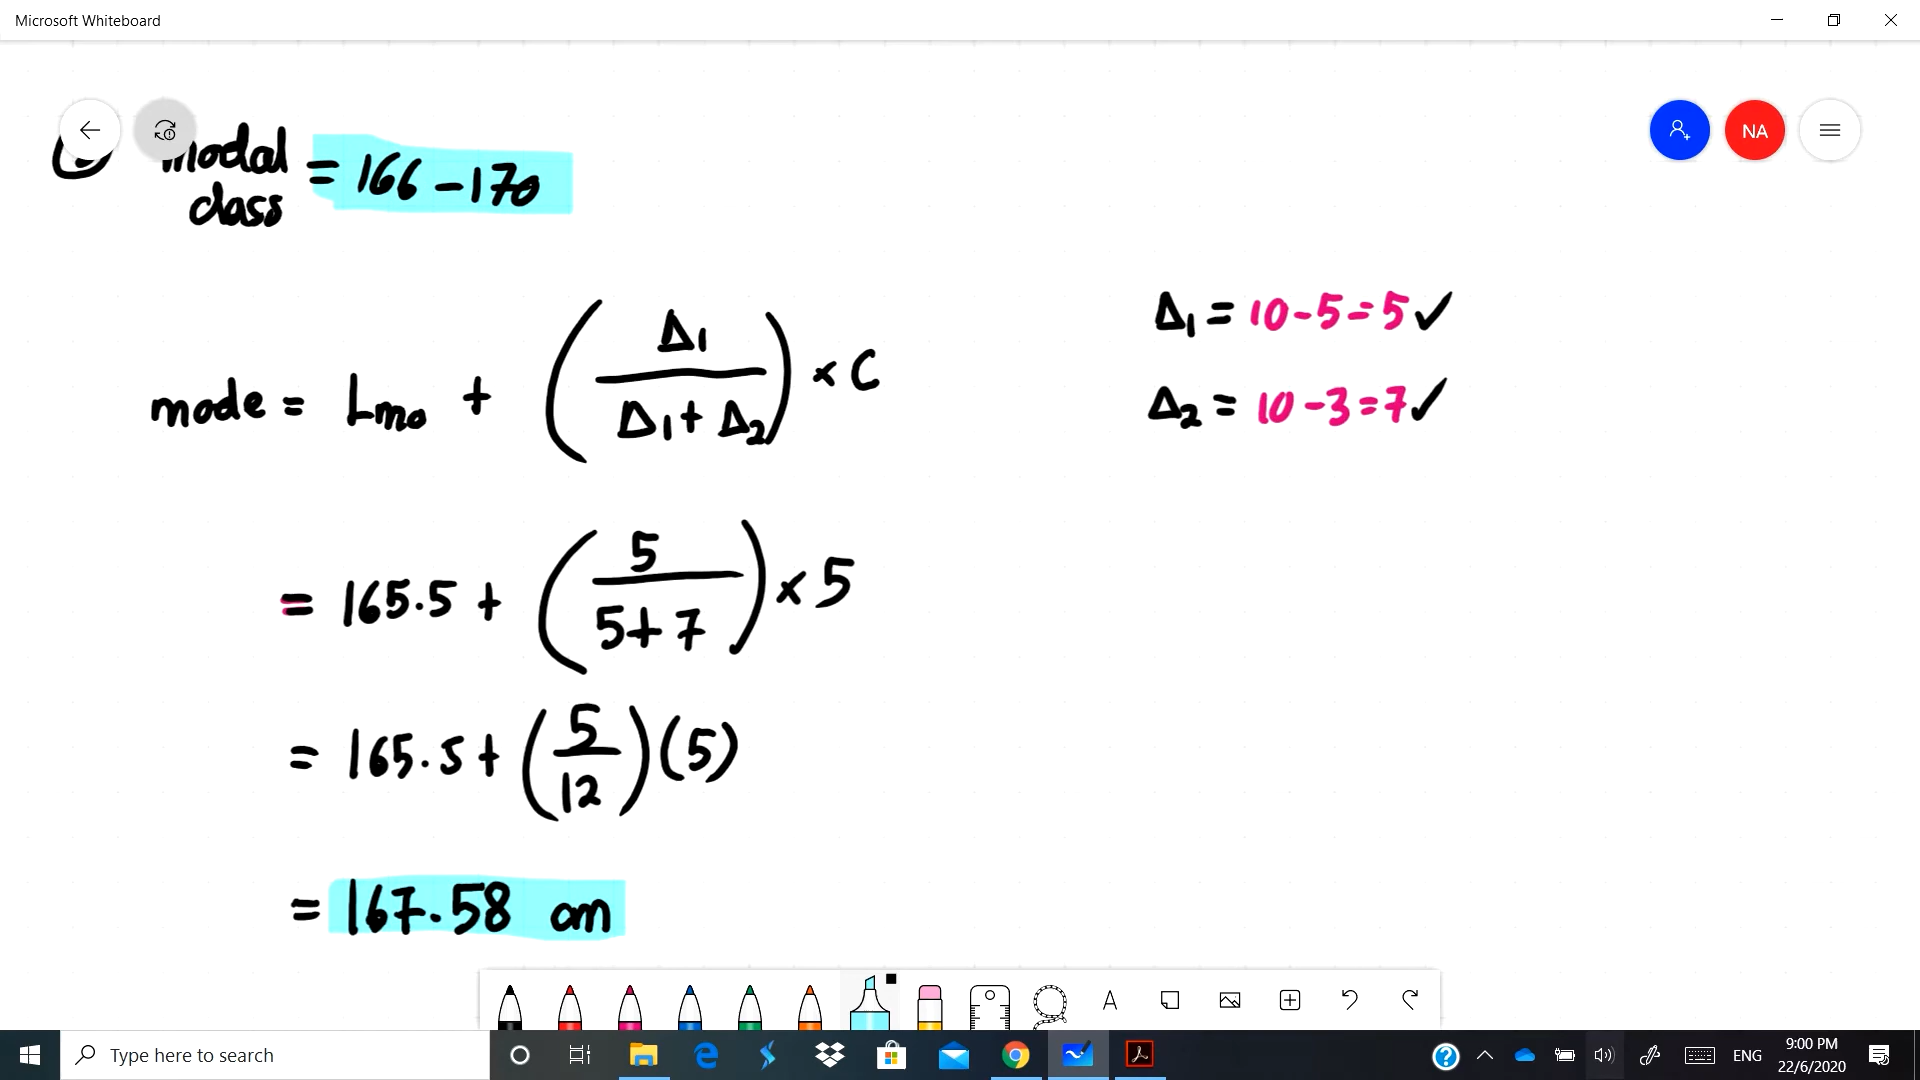 Microsoft Whiteboard
modal class = 166 - 170
NA
Δ1 = 10 - 5 = 5 ✓
mode = Lmo + (Δ1 / Δ1 + Δ2) × C
Δ2 = 10 - 3 = 7 ✓
= 165.5 + (5 / 5 + 7) × 5
= 165.5 + (5 / 12) (5)
= 167.58 cm
A
Type here to search
ENG
9:00 PM
22/6/2020